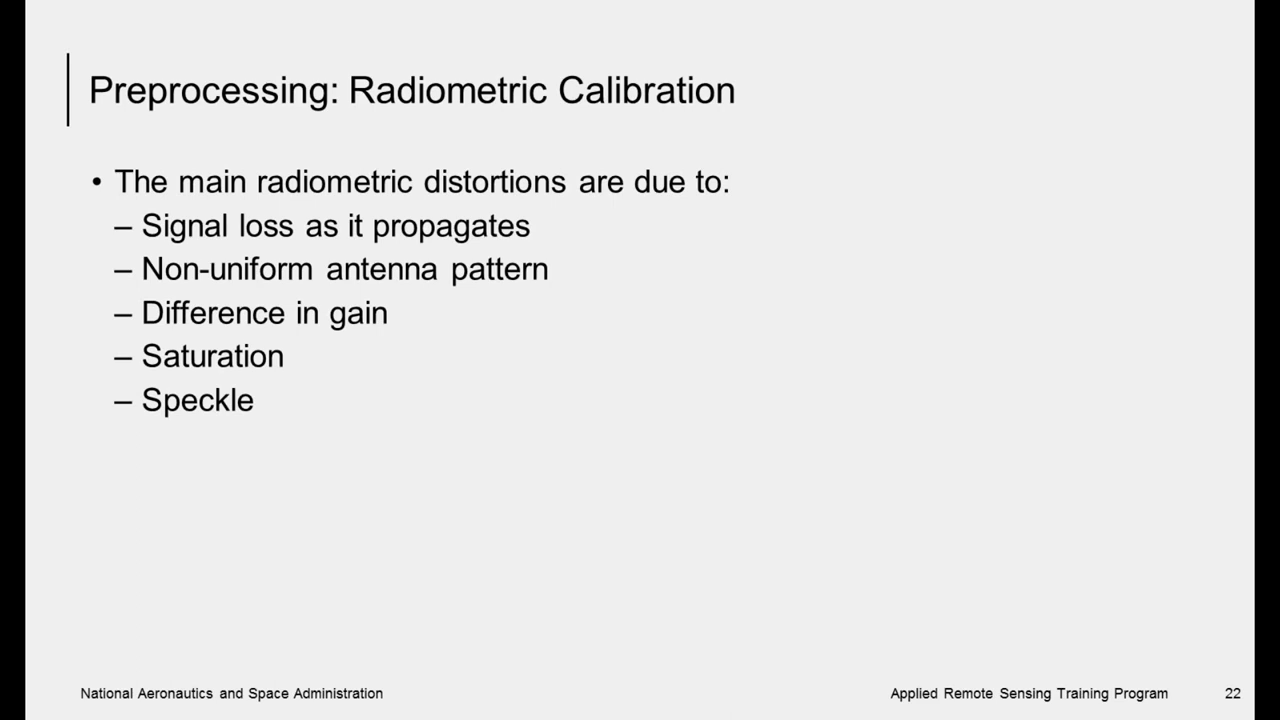 Preprocessing: Radiometric Calibration
• The main radiometric distortions are due to:
– Signal loss as it propagates
– Non-uniform antenna pattern
– Difference in gain
– Saturation
– Speckle
National Aeronautics and Space Administration
Applied Remote Sensing Training Program
22